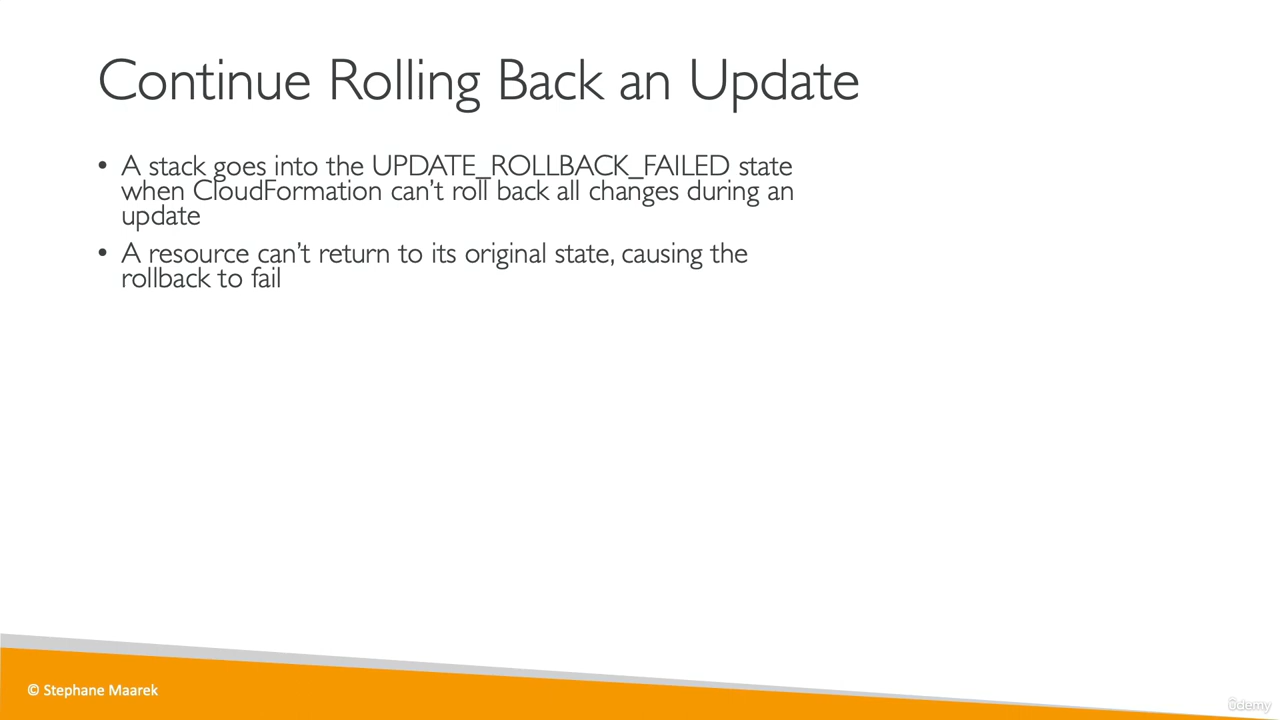 Continue Rolling Back an Update
• A stack goes into the UPDATE_ROLLBACK_FAILED state
when CloudFormation can’t roll back all changes during an
update
• A resource can’t return to its original state, causing the
rollback to fail
© Stephane Maarek
ûdemy